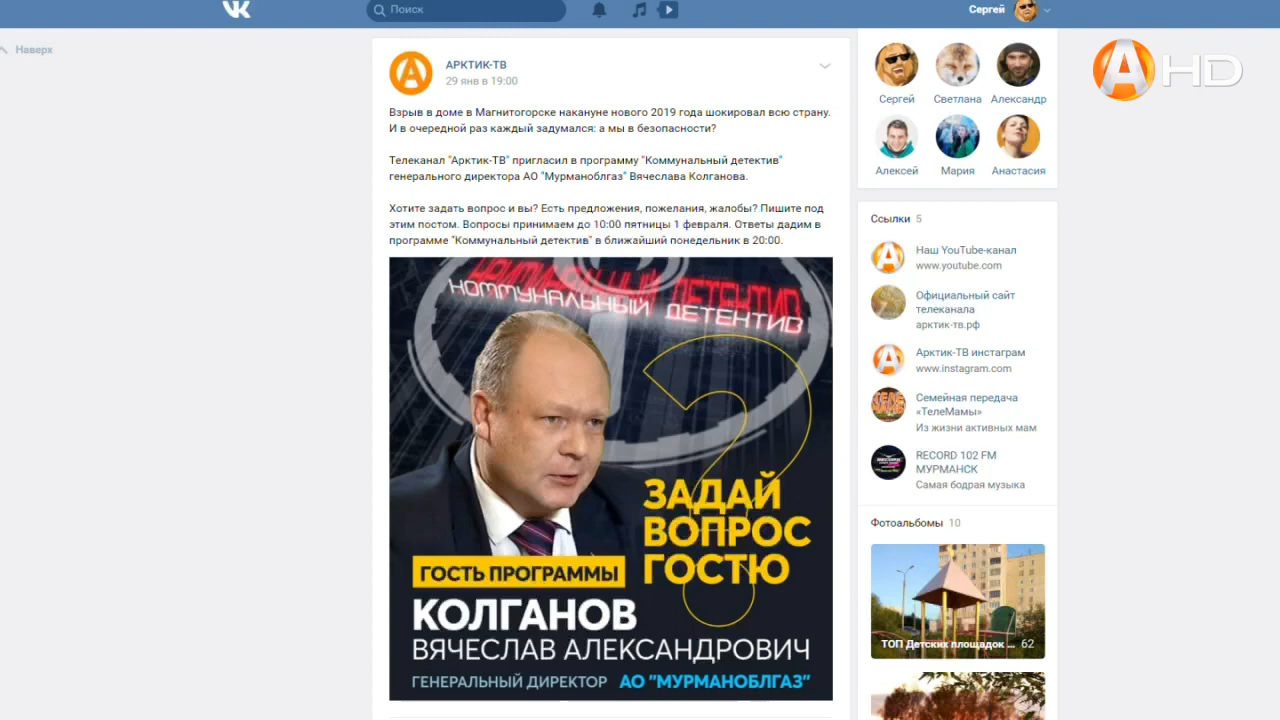 Поиск
Сергей
Наверх
АРКТИК-ТВ
29 янв в 19:00
Взрыв в доме в Магнитогорске накануне нового 2019 года шокировал всю страну.
И в очередной раз каждый задумался: а мы в безопасности?
Телеканал "Арктик-ТВ" пригласил в программу "Коммунальный детектив"
генерального директора АО "Мурманоблгаз" Вячеслава Колганова.
Хотите задать вопрос и вы? Есть предложения, пожелания, жалобы? Пишите под
этим постом. Вопросы принимаем до 10:00 пятницы 1 февраля. Ответы дадим в
программе "Коммунальный детектив" в ближайший понедельник в 20:00.
КОММУНАЛЬНЫЙ ДЕТЕКТИВ
ЗАДАЙ
ВОПРОС
ГОСТЮ
ГОСТЬ ПРОГРАММЫ
КОЛГАНОВ
ВЯЧЕСЛАВ АЛЕКСАНДРОВИЧ
ГЕНЕРАЛЬНЫЙ ДИРЕКТОР АО "МУРМАНОБЛГАЗ"
A HD
Сергей Светлана Александр
Алексей Мария Анастасия
Ссылки 5
Наш YouTube-канал
www.youtube.com
Официальный сайт
телеканала
арктик-тв.рф
Арктик-ТВ инстаграм
www.instagram.com
Семейная передача
«ТелеМамы»
Из жизни активных мам
RECORD 102 FM
МУРМАНСК
Самая бодрая музыка
Фотоальбомы 10
ТОП Детских площадок ... 62